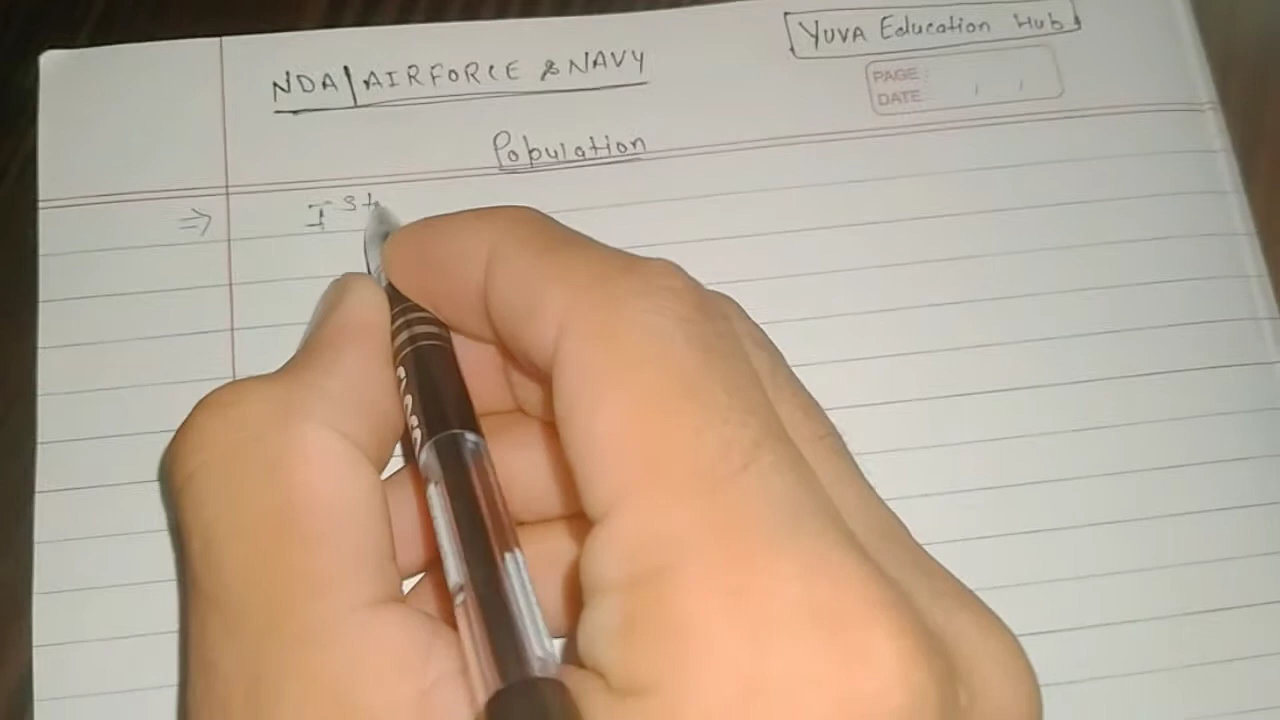 YUVA Education Hub
NDA | AIRFORCE & NAVY
PAGE :
DATE
Population
⇒ Ist